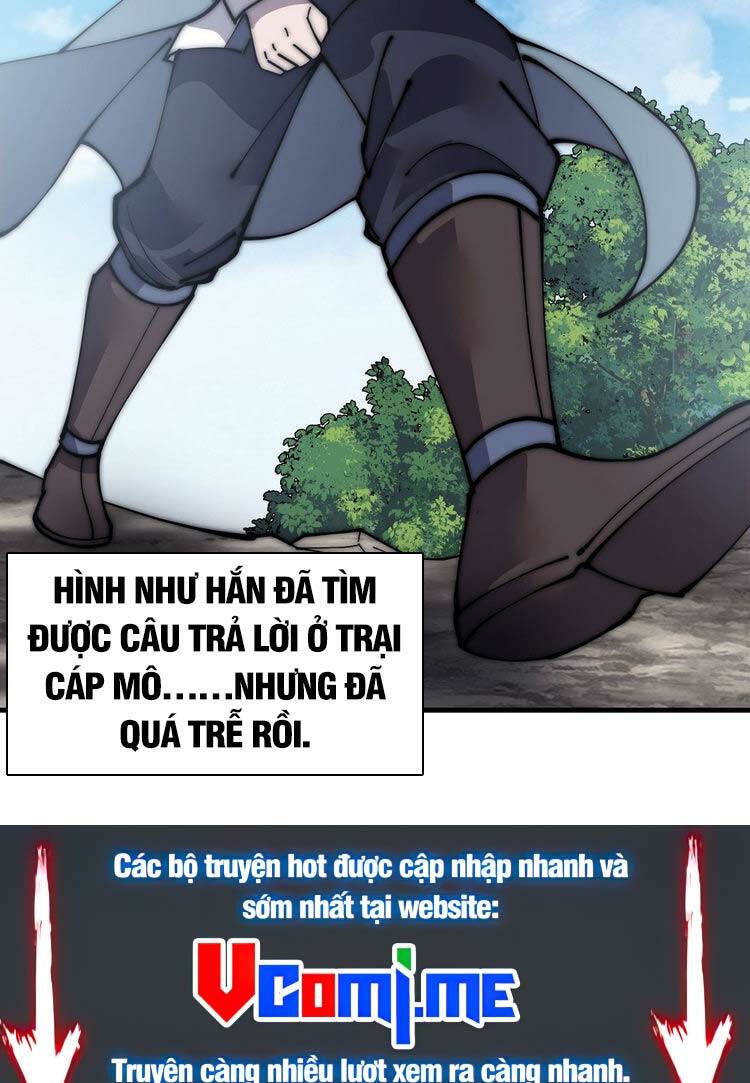 HÌNH NHƯ HẮN ĐÃ TÌM
ĐƯỢC CÂU TRẢ LỜI Ở TRẠI
CÁP MÔ......NHƯNG ĐÃ
QUÁ TRỄ RỒI.
Các bộ truyện hot được cập nhập nhanh và
sớm nhất tại website:
VComi.ME
Truyện càng nhiều lượt xem ra càng nhanh.